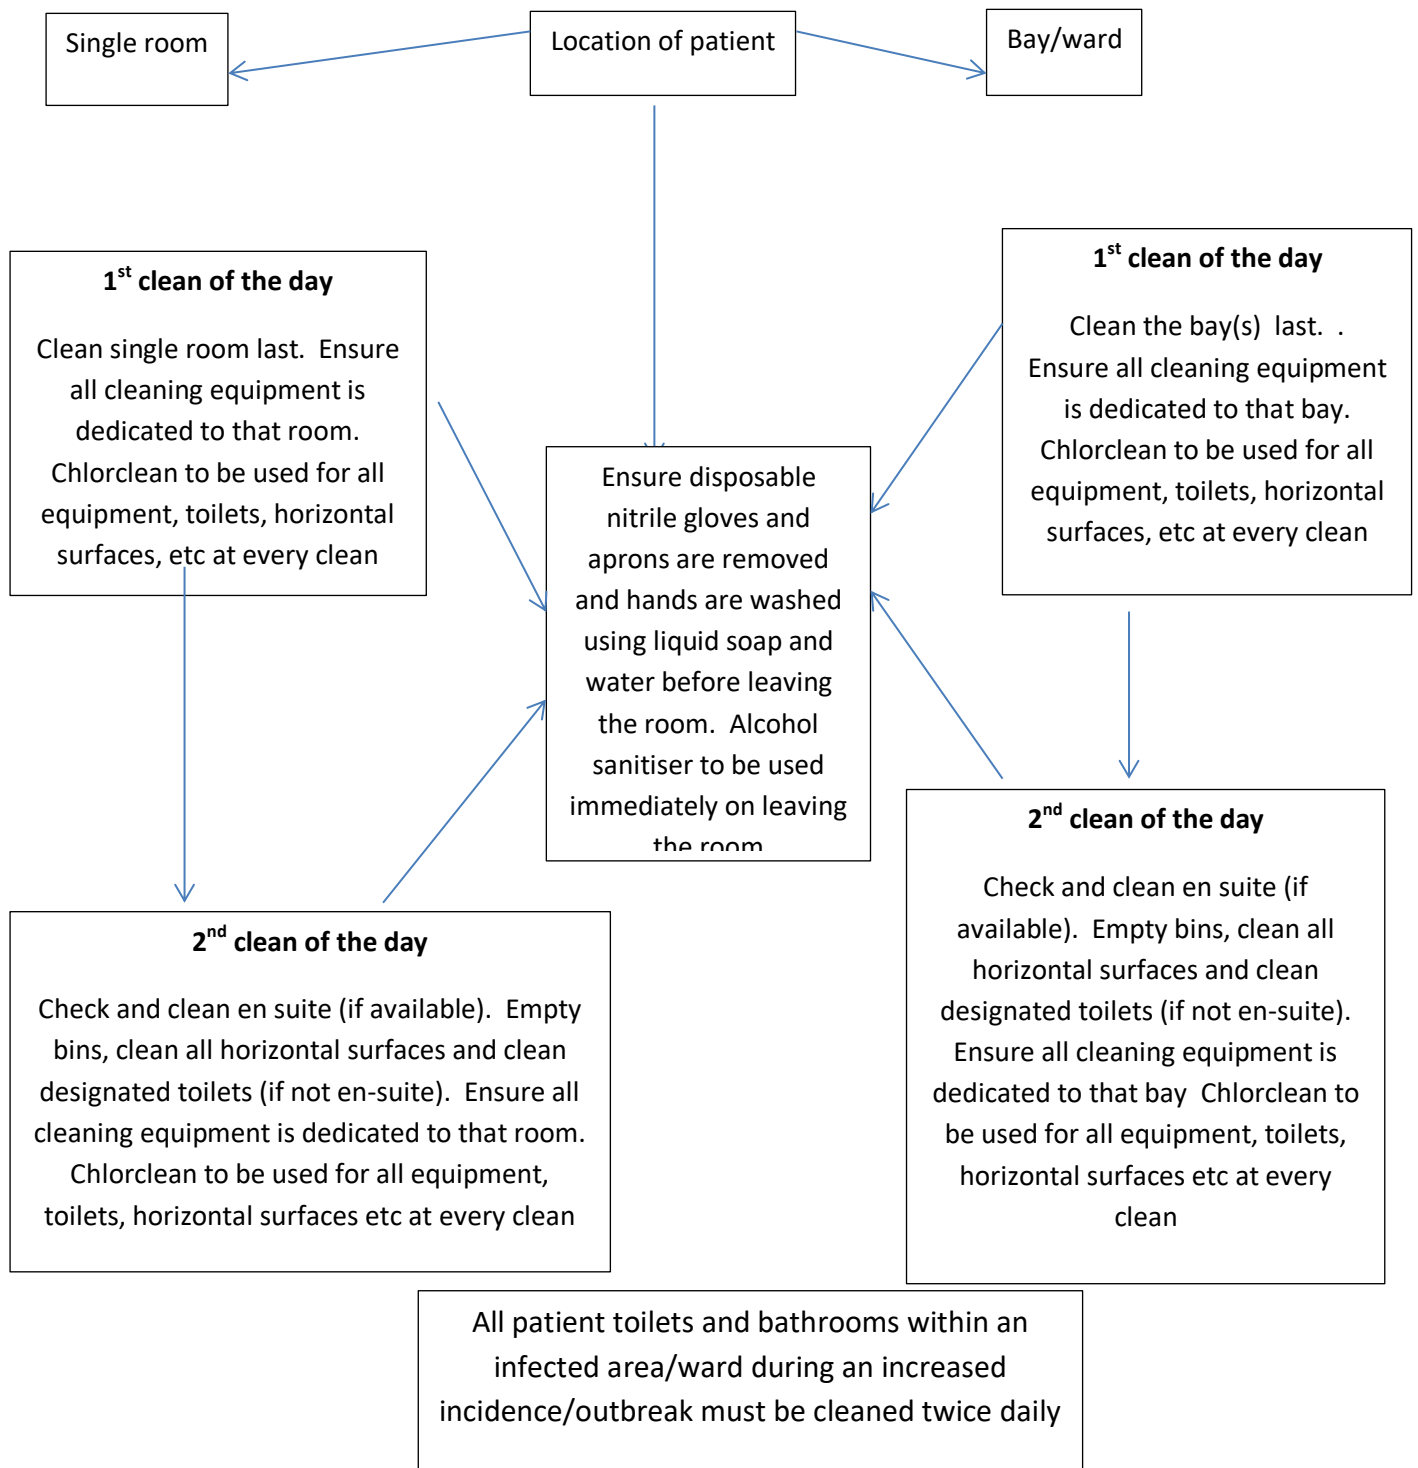 Single room
Location of patient
Bay/ward
1st clean of the day
Clean single room last.  Ensure
all cleaning equipment is
dedicated to that room.
Chlorclean to be used for all
equipment, toilets, horizontal
surfaces, etc at every clean
1st clean of the day
Clean the bay(s)  last.  .
Ensure all cleaning equipment
is dedicated to that bay.
Chlorclean to be used for all
equipment, toilets, horizontal
surfaces, etc at every clean
Ensure disposable
nitrile gloves and
aprons are removed
and hands are washed
using liquid soap and
water before leaving
the room.  Alcohol
sanitiser to be used
immediately on leaving
the room
2nd clean of the day
Check and clean en suite (if available).  Empty
bins, clean all horizontal surfaces and clean
designated toilets (if not en-suite).  Ensure all
cleaning equipment is dedicated to that room.
Chlorclean to be used for all equipment,
toilets, horizontal surfaces etc at every clean
2nd clean of the day
Check and clean en suite (if
available).  Empty bins, clean all
horizontal surfaces and clean
designated toilets (if not en-suite).
Ensure all cleaning equipment is
dedicated to that bay  Chlorclean to
be used for all equipment, toilets,
horizontal surfaces etc at every
clean
All patient toilets and bathrooms within an
infected area/ward during an increased
incidence/outbreak must be cleaned twice daily